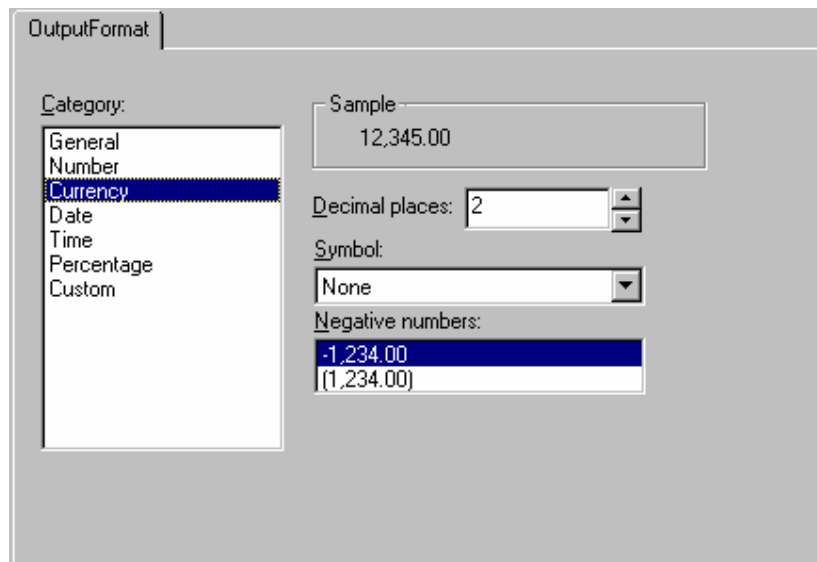 OutputFormat
Category:
General
Number
Currency
Date
Time
Percentage
Custom
Sample
12,345.00
Decimal places: 2
Symbol:
None
Negative numbers:
-1,234.00
(1,234.00)